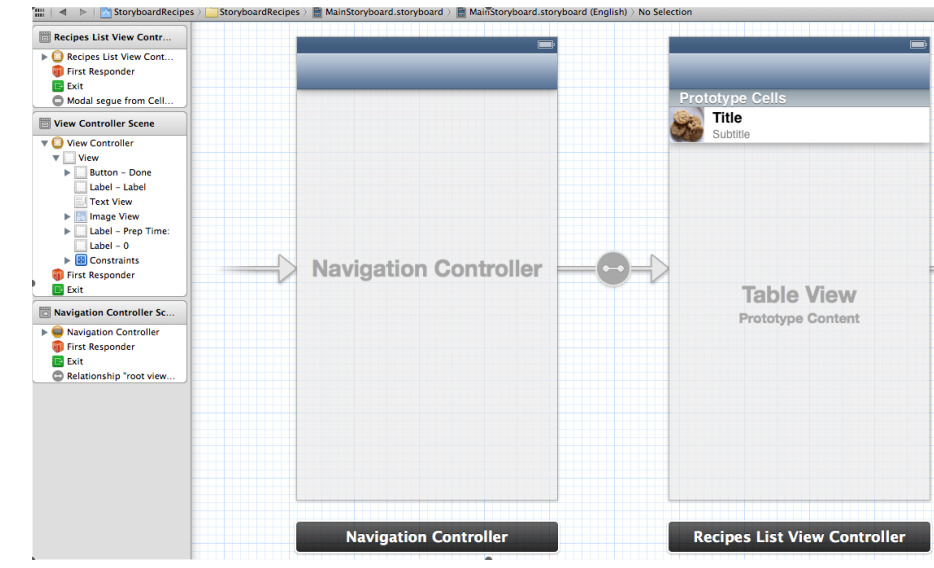 StoryboardRecipes
StoryboardRecipes
MainStoryboard.storyboard
MainStoryboard.storyboard (English)
No Selection
Recipes List View Contr...
Recipes List View Cont...
First Responder
Exit
Modal segue from Cell...
View Controller Scene
View Controller
View
Button – Done
Label – Label
Text View
Image View
Label – Prep Time:
Label – 0
Constraints
First Responder
Exit
Navigation Controller Sc...
Navigation Controller
First Responder
Exit
Relationship "root view...
Navigation Controller
Navigation Controller
Prototype Cells
Title
Subtitle
Table View
Prototype Content
Recipes List View Controller